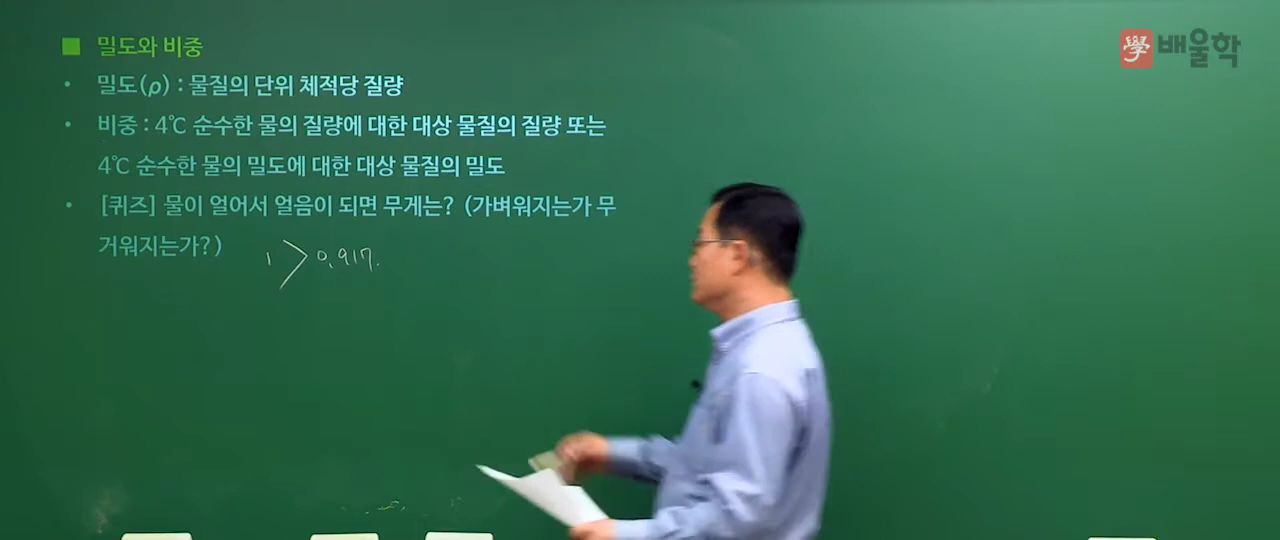 學 배울학
■ 밀도와 비중
• 밀도(ρ) : 물질의 단위 체적당 질량
• 비중 : 4℃ 순수한 물의 질량에 대한 대상 물질의 질량 또는
4℃ 순수한 물의 밀도에 대한 대상 물질의 밀도
• [퀴즈] 물이 얼어서 얼음이 되면 무게는? (가벼워지는가 무
거워지는가?)
1 > 0.917.